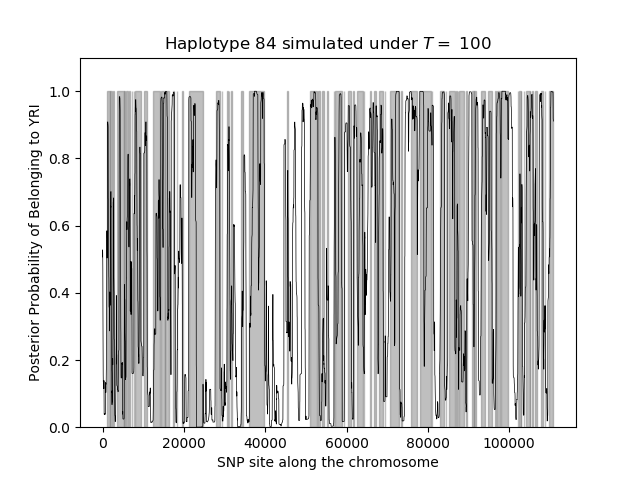 Haplotype 84 simulated under T = 100
Posterior Probability of Belonging to YRI
1.0
0.8
0.6
0.4
0.2
0.0
0 20000 40000 60000 80000 100000
SNP site along the chromosome